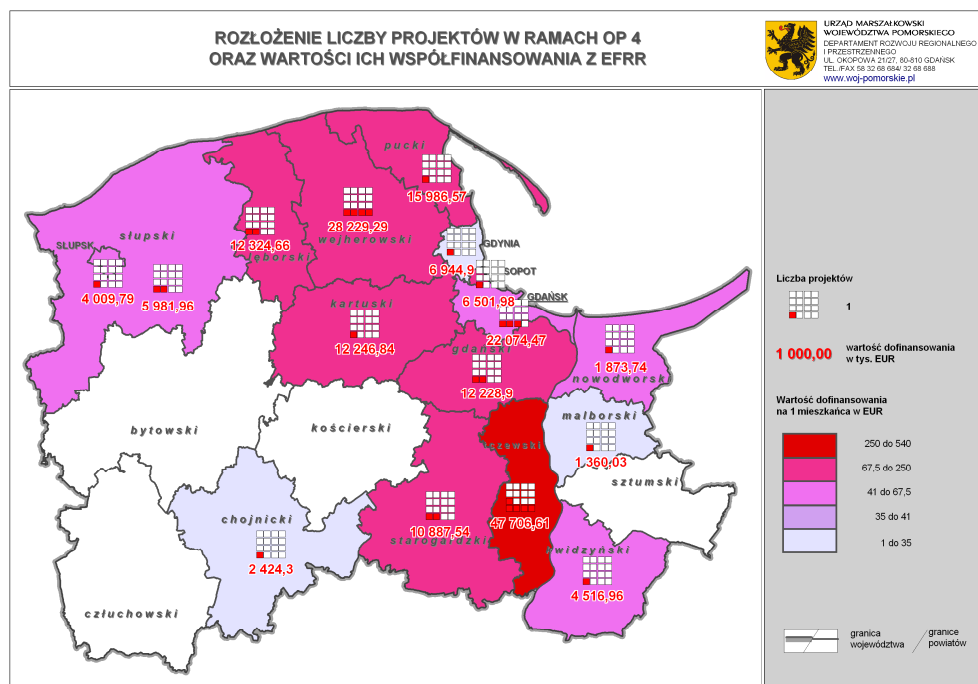 ROZŁOŻENIE LICZBY PROJEKTÓW W RAMACH OP 4
ORAZ WARTOŚCI ICH WSPÓŁFINANSOWANIA Z EFRR
URZĄD MARSZAŁKOWSKI
WOJEWÓDZTWA POMORSKIEGO
DEPARTAMENT ROZWOJU REGIONALNEGO
I PRZESTRZENNEGO
UL. OKOPOWA 21/27, 80-810 GDAŃSK
TEL./FAX 58 32 68 684/ 32 68 688
www.woj-pomorskie.pl
pucki
15 986,57
28 229,29
wejherowski
12 324,66
lęborski
słupski
SŁUPSK
4 009,79
5 981,96
GDYNIA
6 944,9
SOPOT
6 501,98
GDAŃSK
22 074,47
kartuski
12 246,84
gdański
12 228,9
1 873,74
nowodworski
malborski
1 360,03
bytowski
kościerski
tczewski
47 706,61
sztumski
chojnicki
2 424,3
10 887,54
starogardzki
kwidzyński
4 516,96
człuchowski
Liczba projektów
1
1 000,00
wartość dofinansowania
w tys. EUR
Wartość dofinansowania
na 1 mieszkańca w EUR
250 do 540
67,5 do 250
41 do 67,5
35 do 41
1 do 35
granica
województwa
granice
powiatów